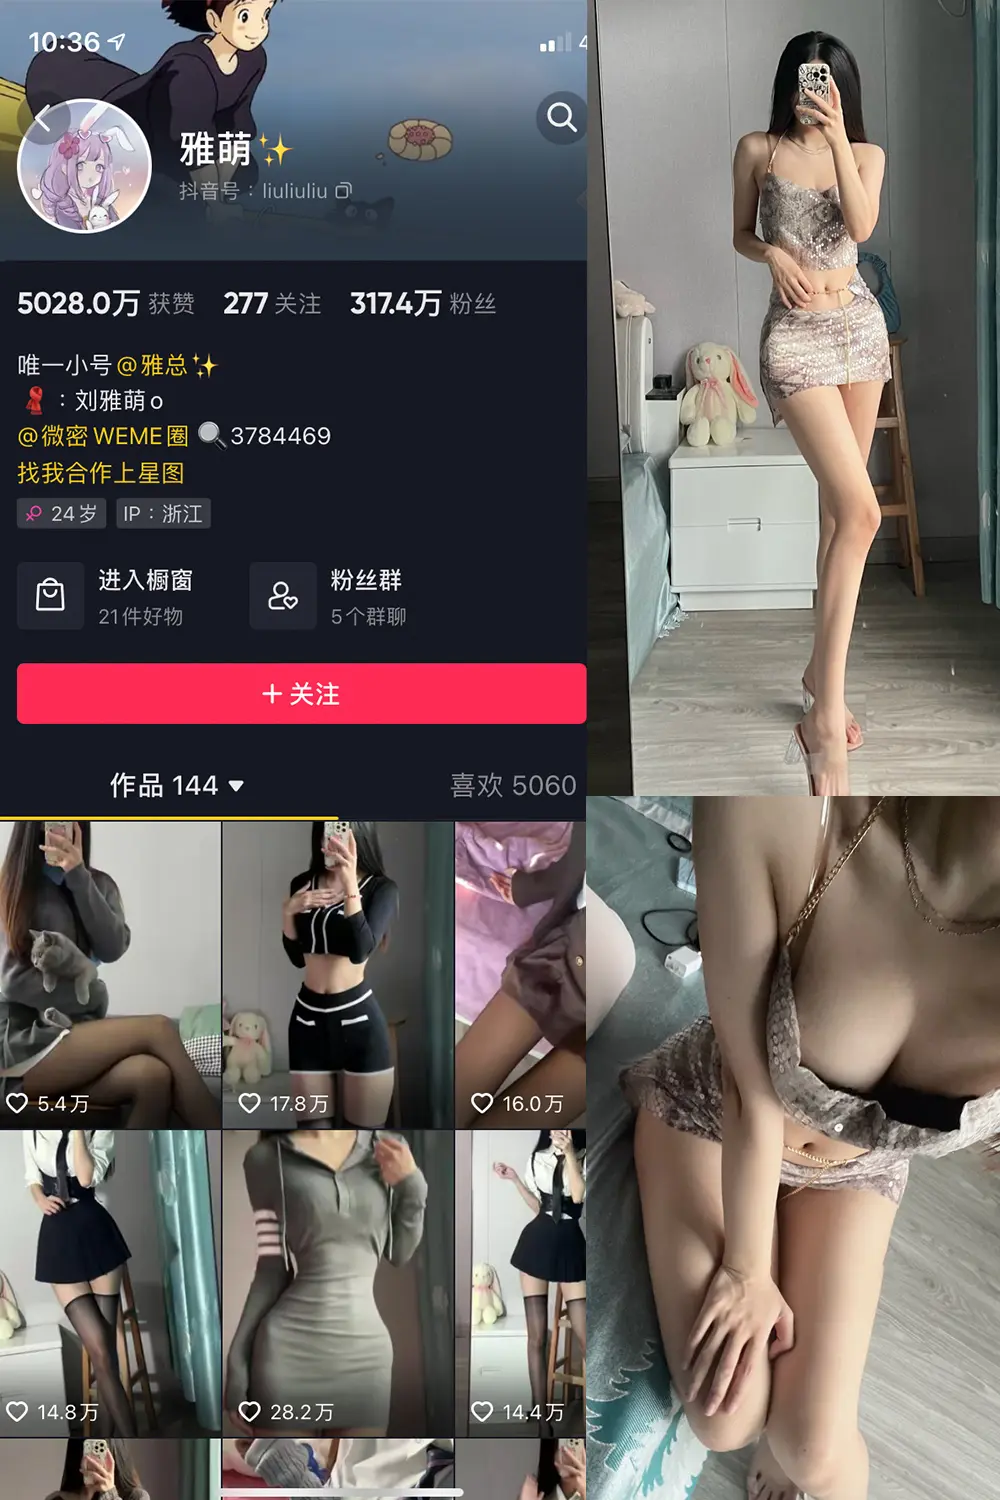 10:36
4
雅萌✨
抖音号：liuliuliu
5028.0万 获赞 277 关注 317.4万 粉丝
唯一小号@雅总✨
🧣：刘雅萌o
@微密WEME圈🔍3784469
找我合作上星图
♀ 24岁 IP：浙江
进入橱窗 粉丝群
21件好物 5个群聊
+ 关注
作品 144 ▼ 喜欢 5060
5.4万 17.8万 16.0万
14.8万 28.2万 14.4万